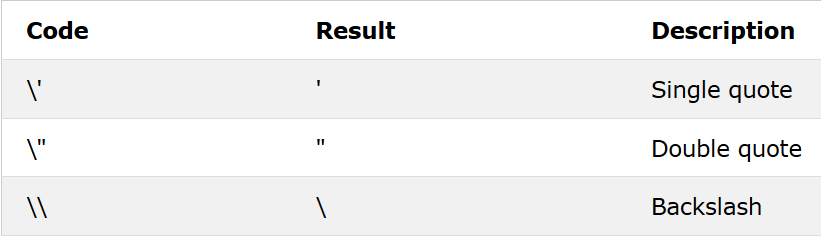 Code Result Description
\' ' Single quote
\" " Double quote
\\ \ Backslash